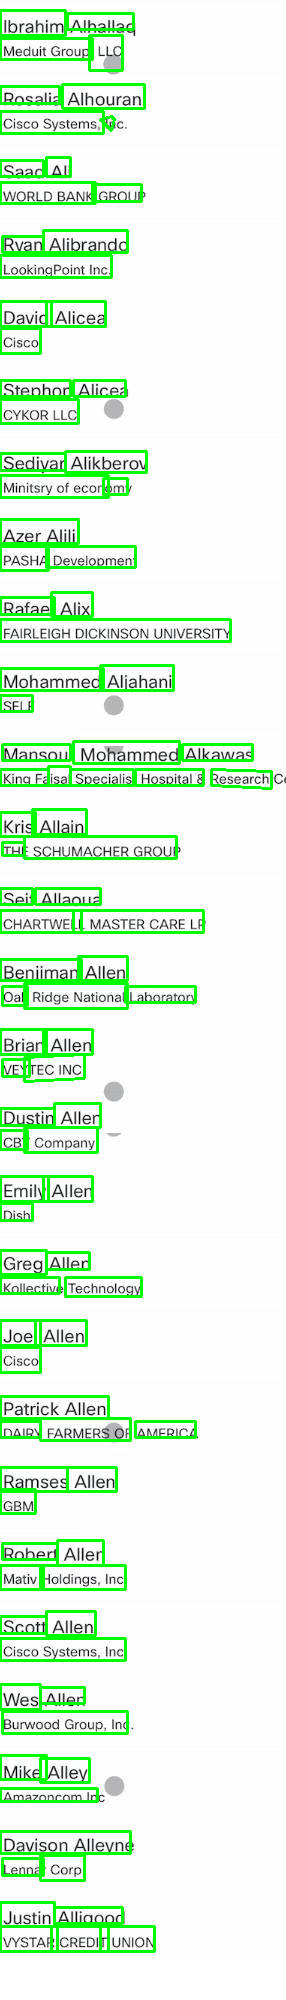 Ibrahim Alhallaq
Meduit Group, LLC
Rosalia Alhourani
Cisco Systems, Inc.
Saad Ali
WORLD BANK GROUP
Ryan Alibrando
LookingPoint Inc.
David Alicea
Cisco
Stephon Alicea
CYKOR LLC
Sediyar Alikberov
Minitsry of economy
Azer Alili
PASHA Development
Rafael Alix
FAIRLEIGH DICKINSON UNIVERSITY
Mohammed Aljahani
SELF
Mansour Mohammed Alkawas
King Faisal Specialist Hospital & Research Ce
Kris Allain
THE SCHUMACHER GROUP
Seif Allaoua
CHARTWELL MASTER CARE LP
Benjiman Allen
Oak Ridge National Laboratory
Brian Allen
VEYTEC INC
Dustin Allen
CBT Company
Emily Allen
Dish
Greg Allen
Kollective Technology
Joe Allen
Cisco
Patrick Allen
DAIRY FARMERS OF AMERICA
Ramses Allen
GBM
Robert Allen
Mativ Holdings, Inc
Scott Allen
Cisco Systems, Inc
Wes Allen
Burwood Group, Inc.
Mike Alley
Amazoncom Inc
Davison Alleyne
Lennar Corp
Justin Alligood
VYSTAR CREDIT UNION